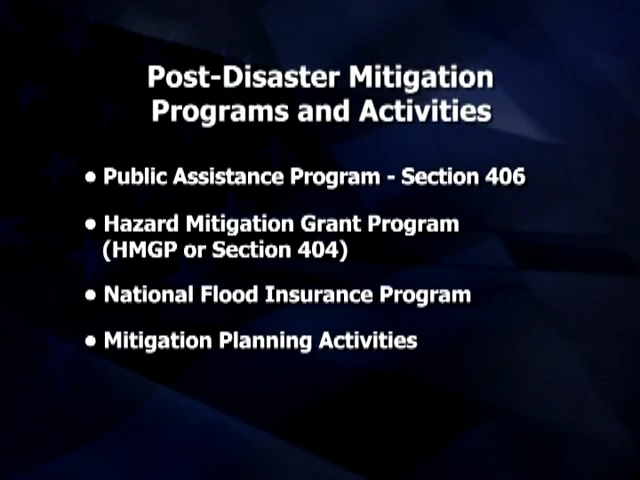 Post-Disaster Mitigation
Programs and Activities
• Public Assistance Program - Section 406
• Hazard Mitigation Grant Program
(HMGP or Section 404)
• National Flood Insurance Program
• Mitigation Planning Activities